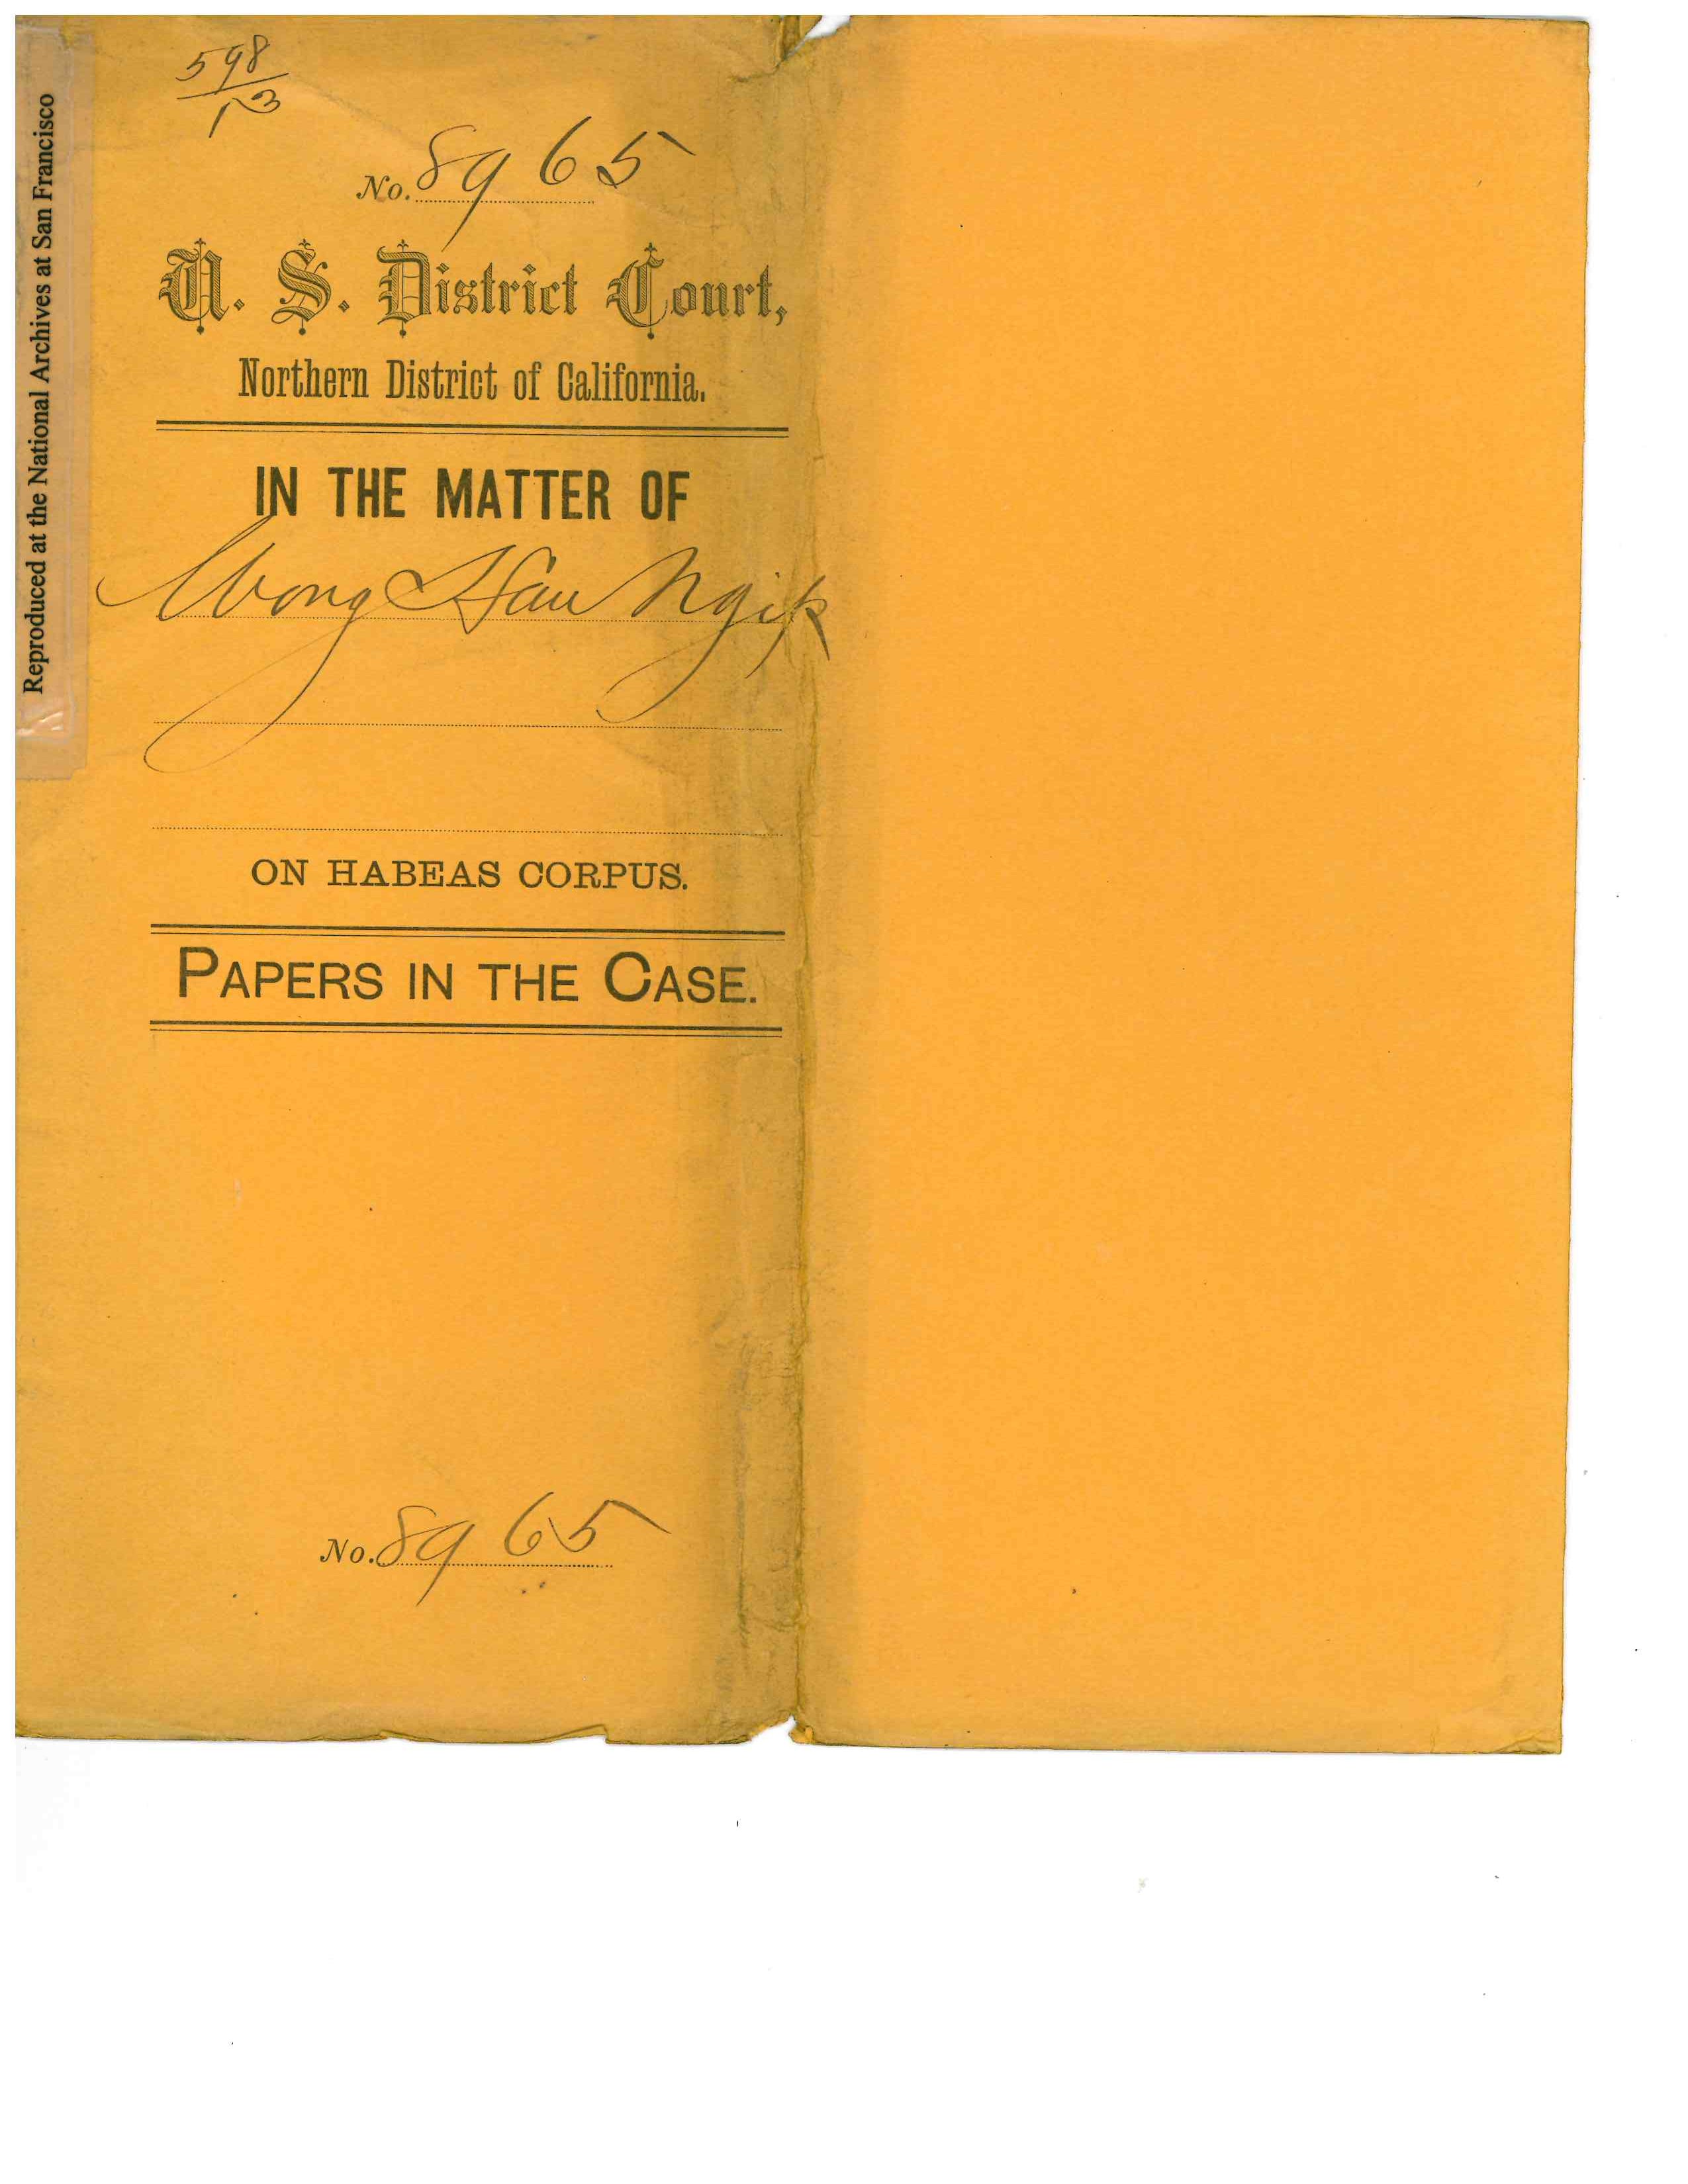 Reproduced at the National Archives at San Francisco
598
13
No. 8965
U. S. District Court,
Northern District of California.
IN THE MATTER OF
Wong Hau Ngip
ON HABEAS CORPUS.
PAPERS IN THE CASE.
No. 8965